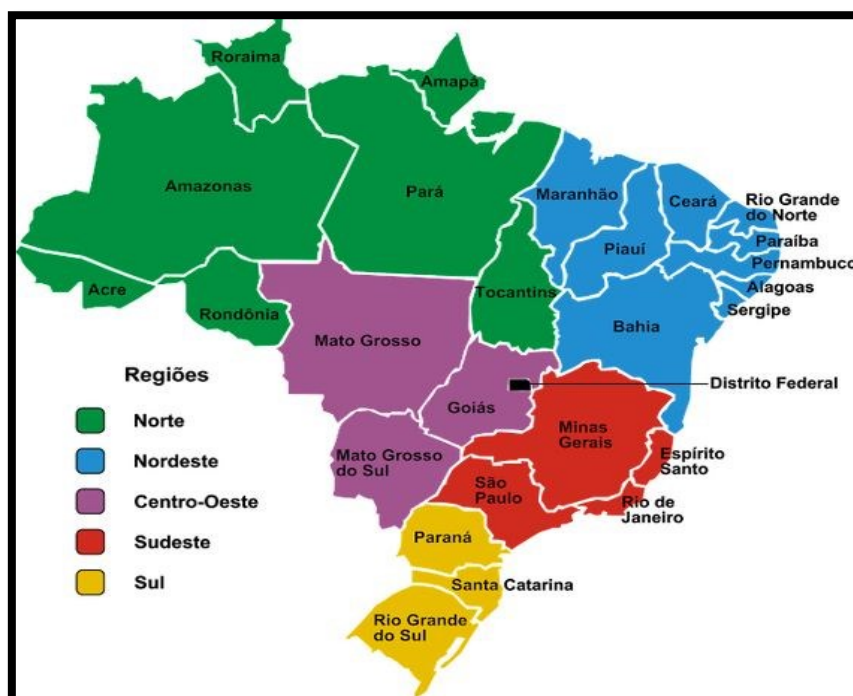 Roraima
Amapá
Amazonas
Pará
Maranhão
Ceará
Rio Grande
do Norte
Paraíba
Piauí
Pernambuco
Acre
Rondônia
Tocantins
Alagoas
Sergipe
Bahia
Mato Grosso
Distrito Federal
Goiás
Minas
Gerais
Espírito
Santo
Mato Grosso
do Sul
São
Paulo
Rio de
Janeiro
Paraná
Santa Catarina
Rio Grande
do Sul
Regiões
Norte
Nordeste
Centro-Oeste
Sudeste
Sul